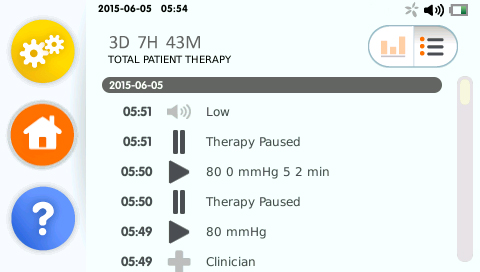 2015-06-05 05:54
3D 7H 43M
TOTAL PATIENT THERAPY
2015-06-05
05:51 Low
05:51 Therapy Paused
05:50 80 0 mmHg 5 2 min
05:50 Therapy Paused
05:49 80 mmHg
05:49 Clinician
?